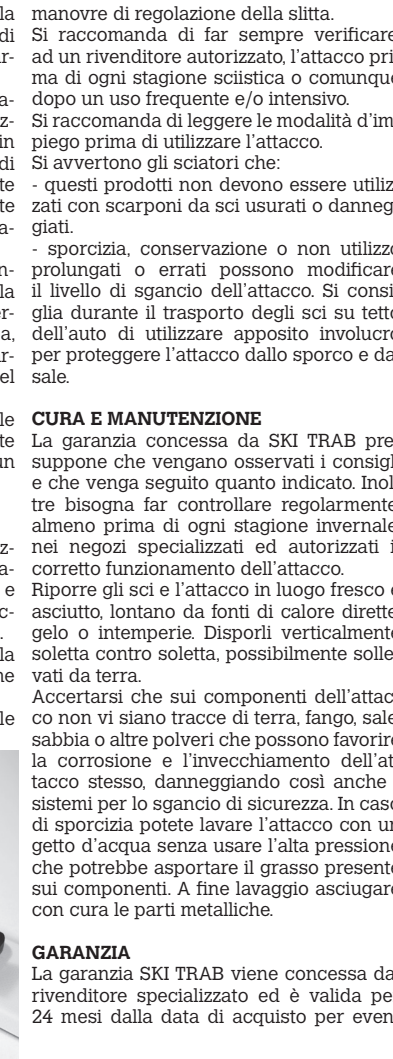 manovre di regolazione della slitta.
Si raccomanda di far sempre verificare
ad un rivenditore autorizzato, l'attacco pri
ma di ogni stagione sciistica o comunque
dopo un uso frequente e/o intensivo.
Si raccomanda di leggere le modalità d'im
piego prima di utilizzare l'attacco.
Si avvertono gli sciatori che:
- questi prodotti non devono essere utiliz
zati con scarponi da sci usurati o danneg
giati.
- sporcizia, conservazione o non utilizzo
prolungati o errati possono modificare
il livello di sgancio dell'attacco. Si consi
glia durante il trasporto degli sci su tetto
dell'auto di utilizzare apposito involucro
per proteggere l'attacco dallo sporco e da
sale.
CURA E MANUTENZIONE
La garanzia concessa da SKI TRAB pre
suppone che vengano osservati i consigl
e che venga seguito quanto indicato. Inol
tre bisogna far controllare regolarmente
almeno prima di ogni stagione invernale
nei negozi specializzati ed autorizzati i
corretto funzionamento dell'attacco.
Riporre gli sci e l'attacco in luogo fresco e
asciutto, lontano da fonti di calore dirette
gelo o intemperie. Disporli verticalmente
soletta contro soletta, possibilmente solle
vati da terra.
Accertarsi che sui componenti dell'attac
co non vi siano tracce di terra, fango, sale
sabbia o altre polveri che possono favorire
la corrosione e l'invecchiamento dell'at
tacco stesso, danneggiando così anche
sistemi per lo sgancio di sicurezza. In caso
di sporcizia potete lavare l'attacco con un
getto d'acqua senza usare l'alta pressione
che potrebbe asportare il grasso presente
sui componenti. A fine lavaggio asciugare
con cura le parti metalliche.
GARANZIA
La garanzia SKI TRAB viene concessa da
rivenditore specializzato ed è valida pe
24 mesi dalla data di acquisto per even